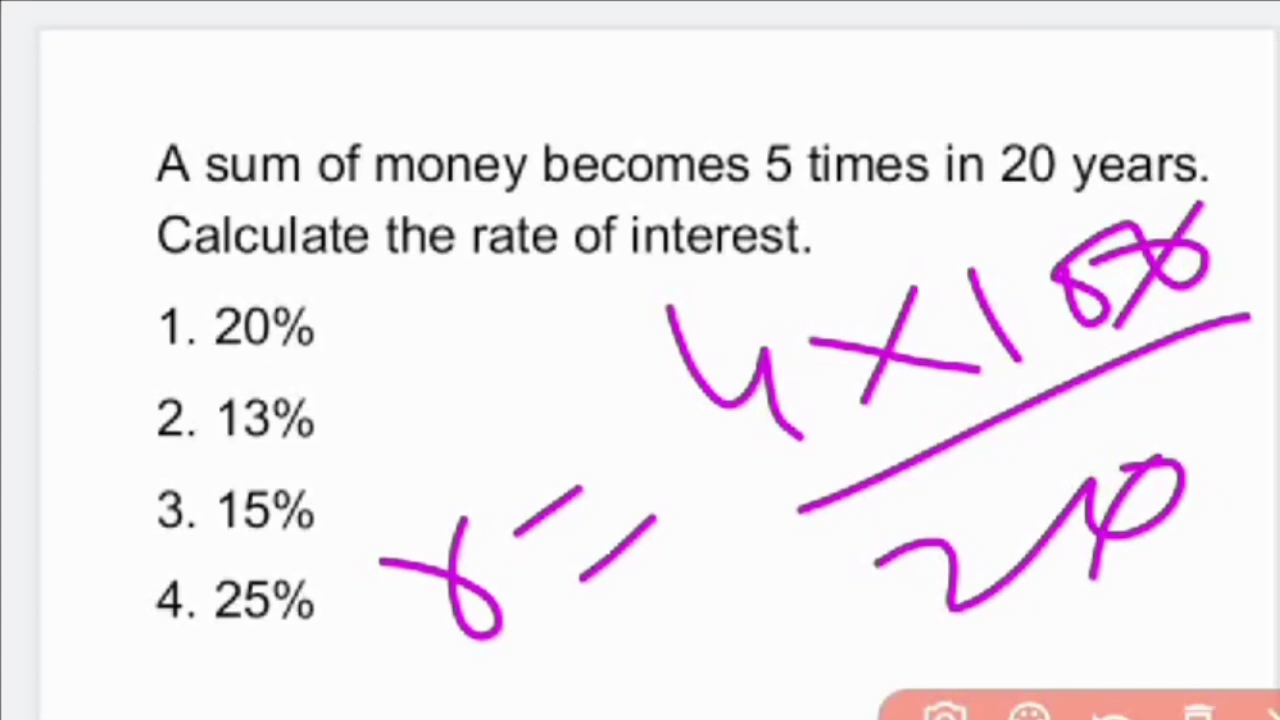 A sum of money becomes 5 times in 20 years.
Calculate the rate of interest.
1. 20%
2. 13%
3. 15%
4. 25%
r = 4 × 100
20